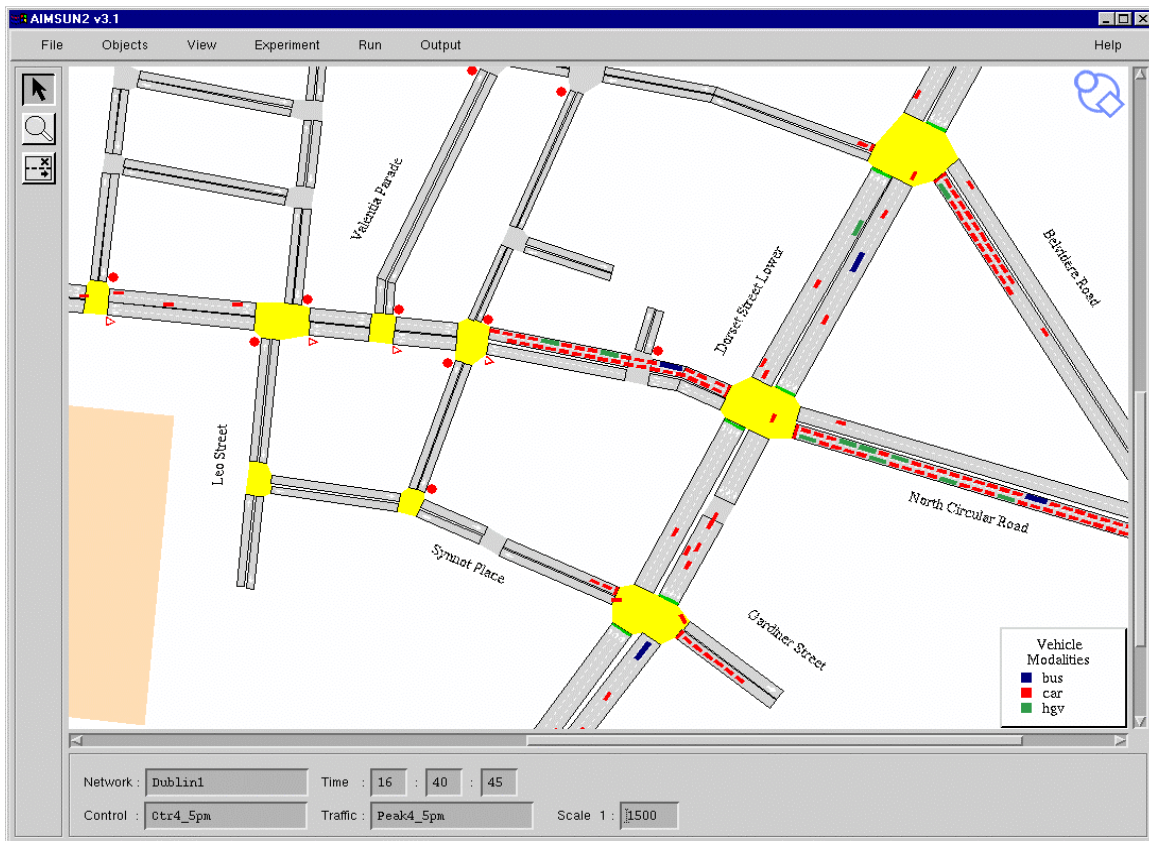 AIMSUN2 v3.1
File Objects View Experiment Run Output Help
Valentia Parade
Belvidere Road
Dorset Street Lower
Leo Street
North Circular Road
Synnot Place
Gardiner Street
Vehicle
Modalities
bus
car
hgv
Network : Dublin1 Time : 16 : 40 : 45
Control : Ctr4_5pm Traffic : Peak4_5pm Scale 1 : 1500